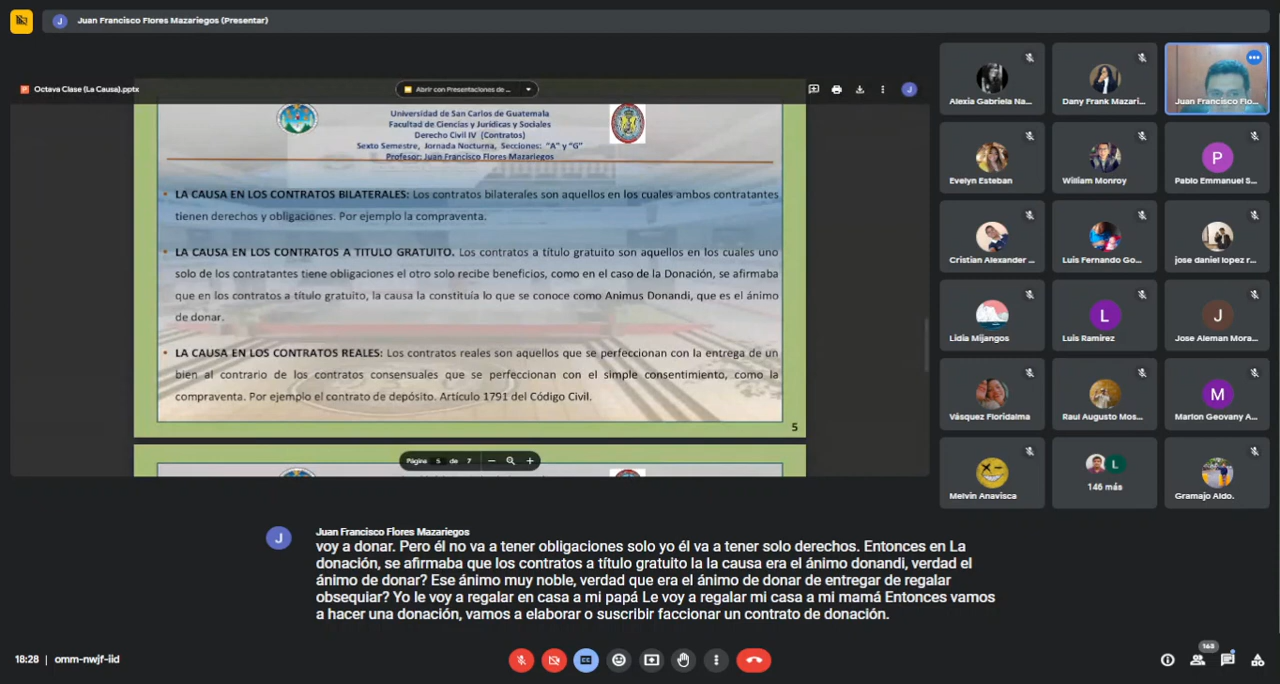 J Juan Francisco Flores Mazariegos (Presentar)
Octava Clase (La Causa).pptx
Abrir con Presentaciones de ...
J
Universidad de San Carlos de Guatemala
Facultad de Ciencias y Jurídicas y Sociales
Derecho Civil IV (Contratos)
Sexto Semestre, Jornada Nocturna, Secciones: "A" y "G"
Profesor: Juan Francisco Flores Mazariegos
• LA CAUSA EN LOS CONTRATOS BILATERALES: Los contratos bilaterales son aquellos en los cuales ambos contratantes
tienen derechos y obligaciones. Por ejemplo la compraventa.
• LA CAUSA EN LOS CONTRATOS A TITULO GRATUITO. Los contratos a título gratuito son aquellos en los cuales uno
solo de los contratantes tiene obligaciones el otro solo recibe beneficios, como en el caso de la Donación, se afirmaba
que en los contratos a título gratuito, la causa la constituía lo que se conoce como Animus Donandi, que es el ánimo
de donar.
• LA CAUSA EN LOS CONTRATOS REALES: Los contratos reales son aquellos que se perfeccionan con la entrega de un
bien al contrario de los contratos consensuales que se perfeccionan con el simple consentimiento, como la
compraventa. Por ejemplo el contrato de depósito. Artículo 1791 del Código Civil.
5
Página 5 de 7
Alexia Gabriela Na...
Dany Frank Mazari...
Juan Francisco Flo...
Evelyn Esteban
William Monroy
P
Pablo Emmanuel S...
Cristian Alexander ...
Luis Fernando Go...
jose daniel lopez r...
Lidia Mijangos
L
Luis Ramirez
J
Jose Aleman Mora...
Vásquez Floridalma
Raul Augusto Mos...
M
Marlon Geovany A...
Melvin Anavisca
L
146 más
Gramajo Aldo.
J
Juan Francisco Flores Mazariegos
voy a donar. Pero él no va a tener obligaciones solo yo él va a tener solo derechos. Entonces en La
donación, se afirmaba que los contratos a título gratuito la la causa era el ánimo donandi, verdad el
ánimo de donar? Ese ánimo muy noble, verdad que era el ánimo de donar de entregar de regalar
obsequiar? Yo le voy a regalar en casa a mi papá Le voy a regalar mi casa a mi mamá Entonces vamos
a hacer una donación, vamos a elaborar o suscribir faccionar un contrato de donación.
18:28 | omm-nwjf-iid
CC
163